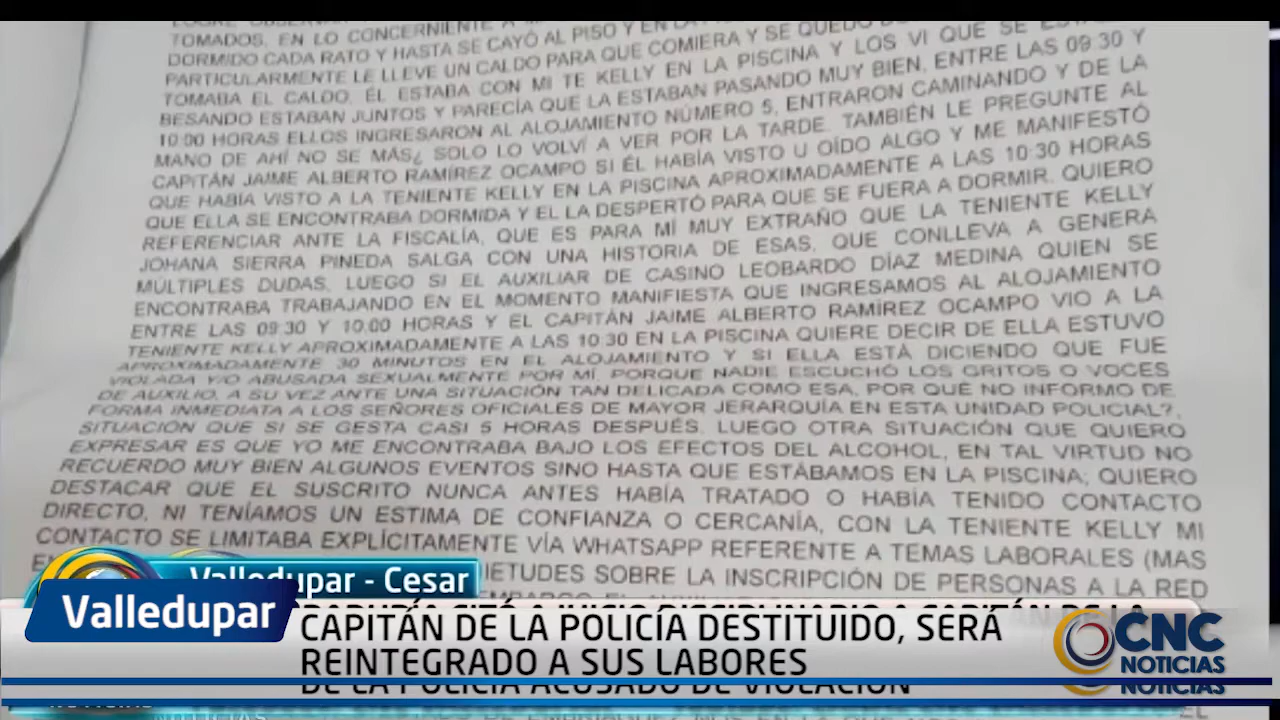 TOMADOS, EN LO CONCERNIENTE A
DORMIDO CADA RATO Y HASTA SE CAYÓ AL PISO Y EN LA
PARTICULARMENTE LE LLEVE UN CALDO PARA QUE COMIERA Y SE QUEDO
TOMABA EL CALDO, ÉL ESTABA CON MI TE KELLY EN LA PISCINA Y LOS VI QUE SE
BESANDO ESTABAN JUNTOS Y PARECÍA QUE LA ESTABAN PASANDO MUY BIEN, ENTRE LAS 09:30 Y
10:00 HORAS ELLOS INGRESARON AL ALOJAMIENTO NÚMERO 5, ENTRARON CAMINANDO Y DE LA
MANO DE AHÍ NO SE MÁS¿ SOLO LO VOLVÍ A VER POR LA TARDE. TAMBIÉN LE PREGUNTE AL
CAPITÁN JAIME ALBERTO RAMÍREZ OCAMPO SI ÉL HABÍA VISTO U OÍDO ALGO Y ME MANIFESTÓ
QUE HABÍA VISTO A LA TENIENTE KELLY EN LA PISCINA APROXIMADAMENTE A LAS 10:30 HORAS
QUE ELLA SE ENCONTRABA DORMIDA Y EL LA DESPERTÓ PARA QUE SE FUERA A DORMIR. QUIERO
REFERENCIAR ANTE LA FISCALÍA, QUE ES PARA MÍ MUY EXTRAÑO QUE LA TENIENTE KELLY
JOHANA SIERRA PINEDA SALGA CON UNA HISTORIA DE ESAS, QUE CONLLEVA A GENERA
MÚLTIPLES DUDAS, LUEGO SI EL AUXILIAR DE CASINO LEOBARDO DÍAZ MEDINA QUIEN SE
ENCONTRABA TRABAJANDO EN EL MOMENTO MANIFIESTA QUE INGRESAMOS AL ALOJAMIENTO
ENTRE LAS 09:30 Y 10:00 HORAS Y EL CAPITÁN JAIME ALBERTO RAMÍREZ OCAMPO VIO A LA
TENIENTE KELLY APROXIMADAMENTE A LAS 10:30 EN LA PISCINA QUIERE DECIR DE ELLA ESTUVO
APROXIMADAMENTE 30 MINUTOS EN EL ALOJAMIENTO Y SI ELLA ESTÁ DICIENDO QUE FUE
VIOLADA Y/O ABUSADA SEXUALMENTE POR MÍ, PORQUE NADIE ESCUCHÓ LOS GRITOS O VOCES
DE AUXILIO, A SU VEZ ANTE UNA SITUACIÓN TAN DELICADA COMO ESA, POR QUÉ NO INFORMO DE
FORMA INMEDIATA A LOS SEÑORES OFICIALES DE MAYOR JERARQUÍA EN ESTA UNIDAD POLICIAL?,
SITUACIÓN QUE SI SE GESTA CASI 5 HORAS DESPUÉS. LUEGO OTRA SITUACIÓN QUE QUIERO
EXPRESAR ES QUE YO ME ENCONTRABA BAJO LOS EFECTOS DEL ALCOHOL, EN TAL VIRTUD NO
RECUERDO MUY BIEN ALGUNOS EVENTOS SINO HASTA QUE ESTÁBAMOS EN LA PISCINA; QUIERO
DESTACAR QUE EL SUSCRITO NUNCA ANTES HABÍA TRATADO O HABÍA TENIDO CONTACTO
DIRECTO, NI TENÍAMOS UN ESTIMA DE CONFIANZA O CERCANÍA, CON LA TENIENTE KELLY MI
CONTACTO SE LIMITABA EXPLÍCITAMENTE VÍA WHATSAPP REFERENTE A TEMAS LABORALES (MAS
SOBRE LA INSCRIPCIÓN DE PERSONAS A LA RED
Valledupar - Cesar
Valledupar
CAPITÁN DE LA POLICÍA DESTITUIDO, SERÁ
REINTEGRADO A SUS LABORES
DE LA POLICÍA ACUSADO DE VIOLACIÓN
CNC
NOTICIAS
NOTICIAS
NOTICIAS